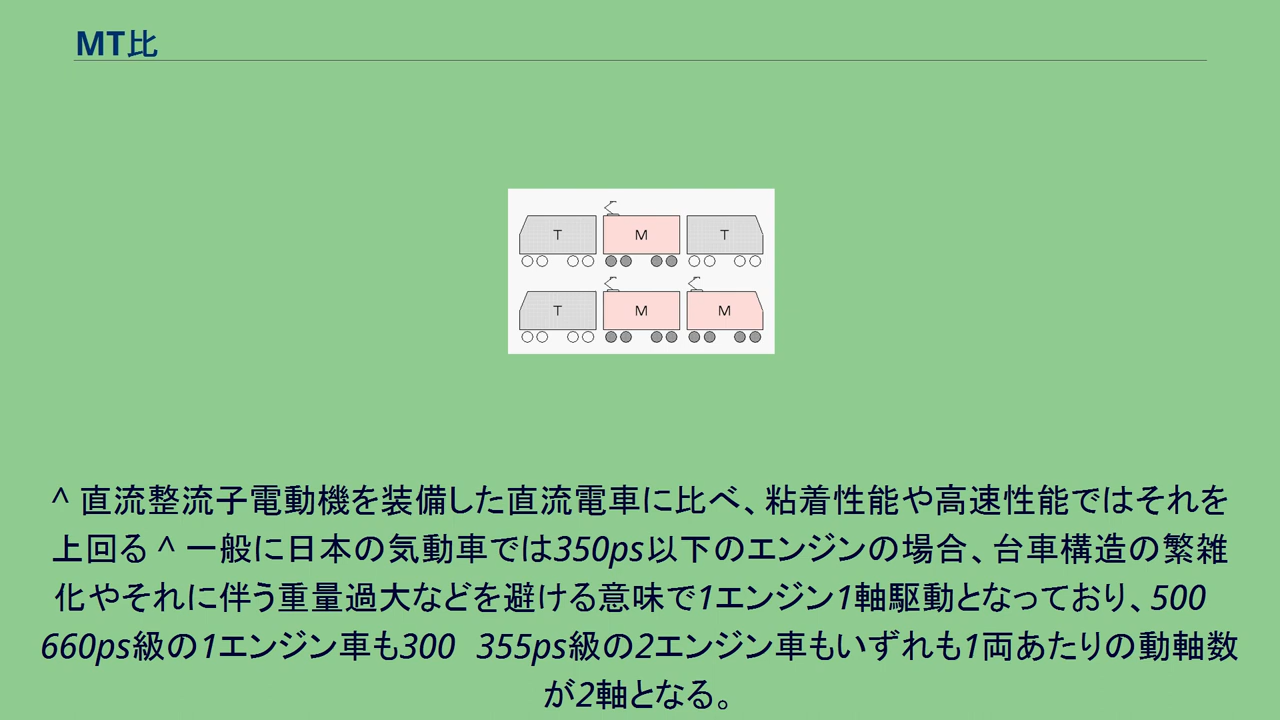 MT比
T M T
T M M
^ 直流整流子電動機を装備した直流電車に比べ、粘着性能や高速性能ではそれを
上回る ^ 一般に日本の気動車では350ps以下のエンジンの場合、台車構造の繁雑
化やそれに伴う重量過大などを避ける意味で1エンジン1軸駆動となっており、500
660ps級の1エンジン車も300 355ps級の2エンジン車もいずれも1両あたりの動軸数
が2軸となる。